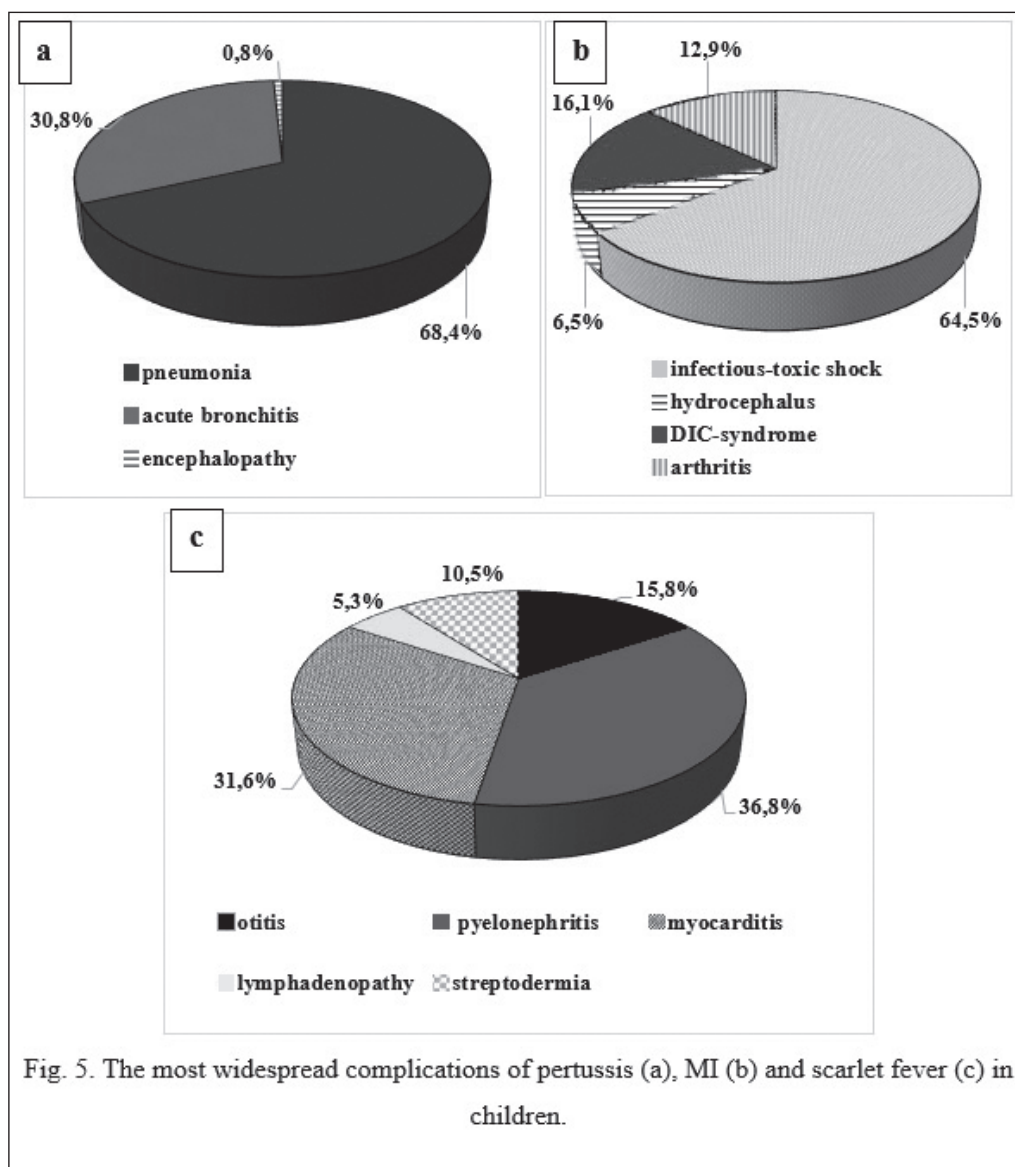 a
0,8%
30,8%
68,4%
pneumonia
acute bronchitis
encephalopathy
b
12,9%
16,1%
6,5%
64,5%
infectious-toxic shock
hydrocephalus
DIC-syndrome
arthritis
c
10,5%
5,3%
15,8%
31,6%
36,8%
otitis pyelonephritis myocarditis
lymphadenopathy streptodermia
Fig. 5. The most widespread complications of pertussis (a), MI (b) and scarlet fever (c) in
children.